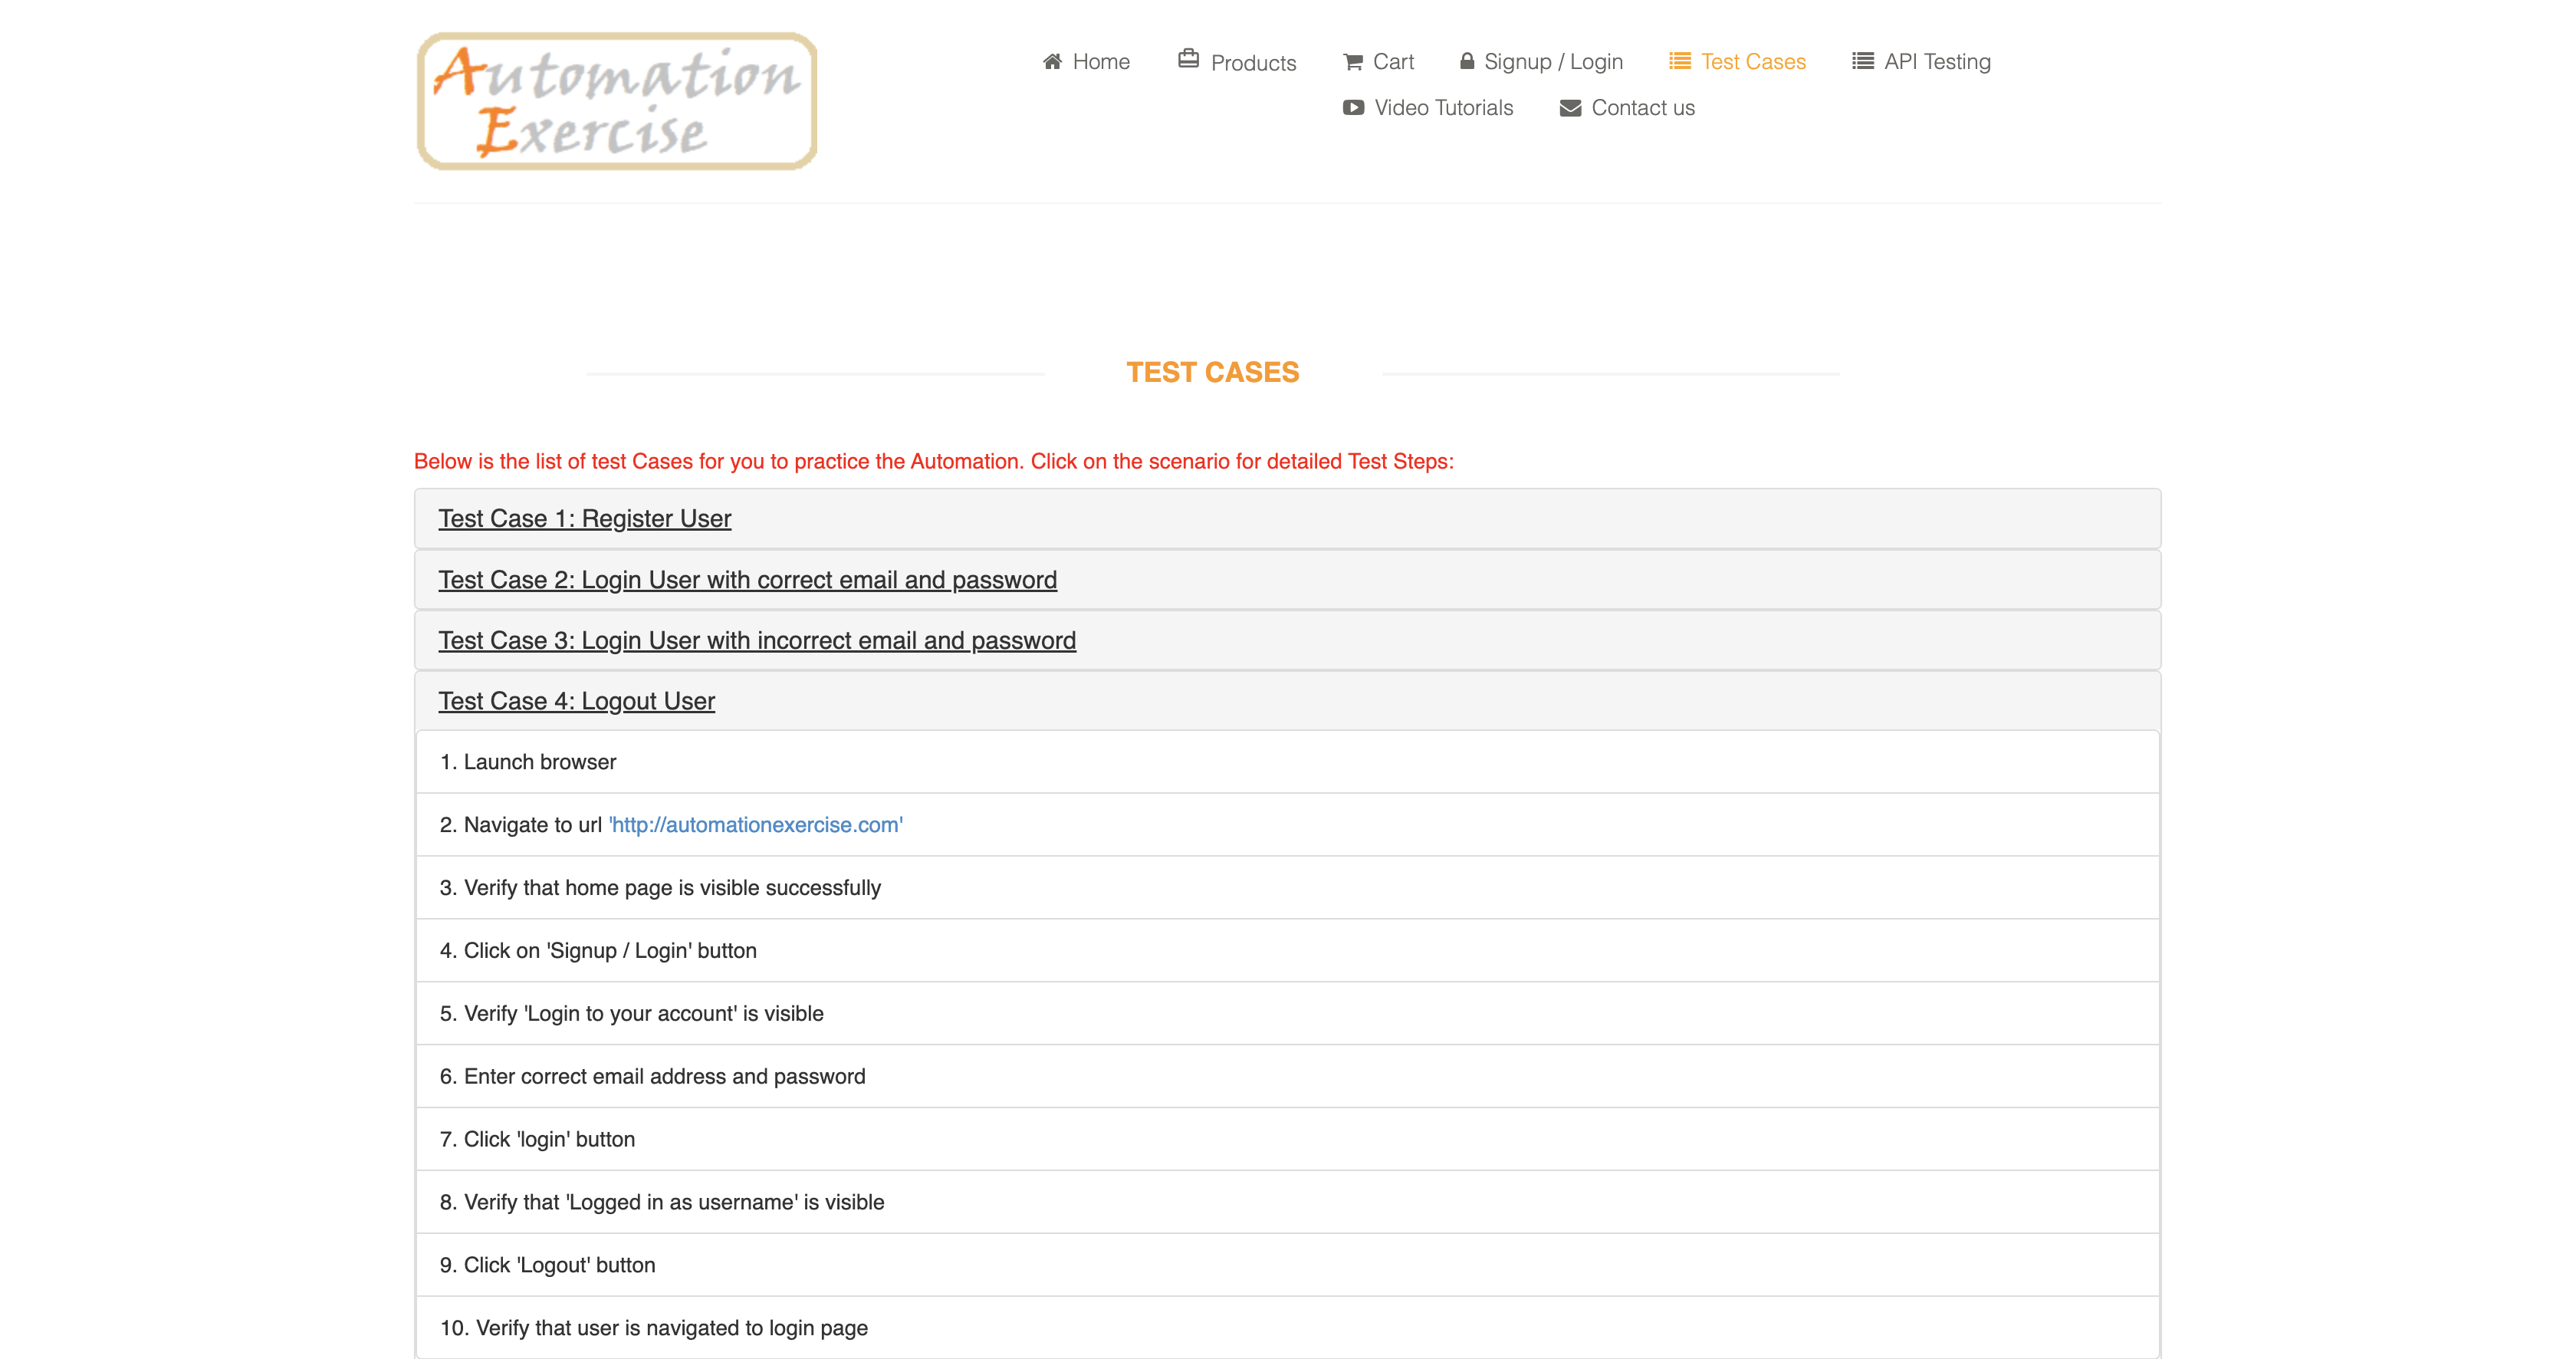 Automation
Exercise
Home Products Cart Signup / Login Test Cases API Testing
Video Tutorials Contact us
TEST CASES
Below is the list of test Cases for you to practice the Automation. Click on the scenario for detailed Test Steps:
Test Case 1: Register User
Test Case 2: Login User with correct email and password
Test Case 3: Login User with incorrect email and password
Test Case 4: Logout User
1. Launch browser
2. Navigate to url 'http://automationexercise.com'
3. Verify that home page is visible successfully
4. Click on 'Signup / Login' button
5. Verify 'Login to your account' is visible
6. Enter correct email address and password
7. Click 'login' button
8. Verify that 'Logged in as username' is visible
9. Click 'Logout' button
10. Verify that user is navigated to login page